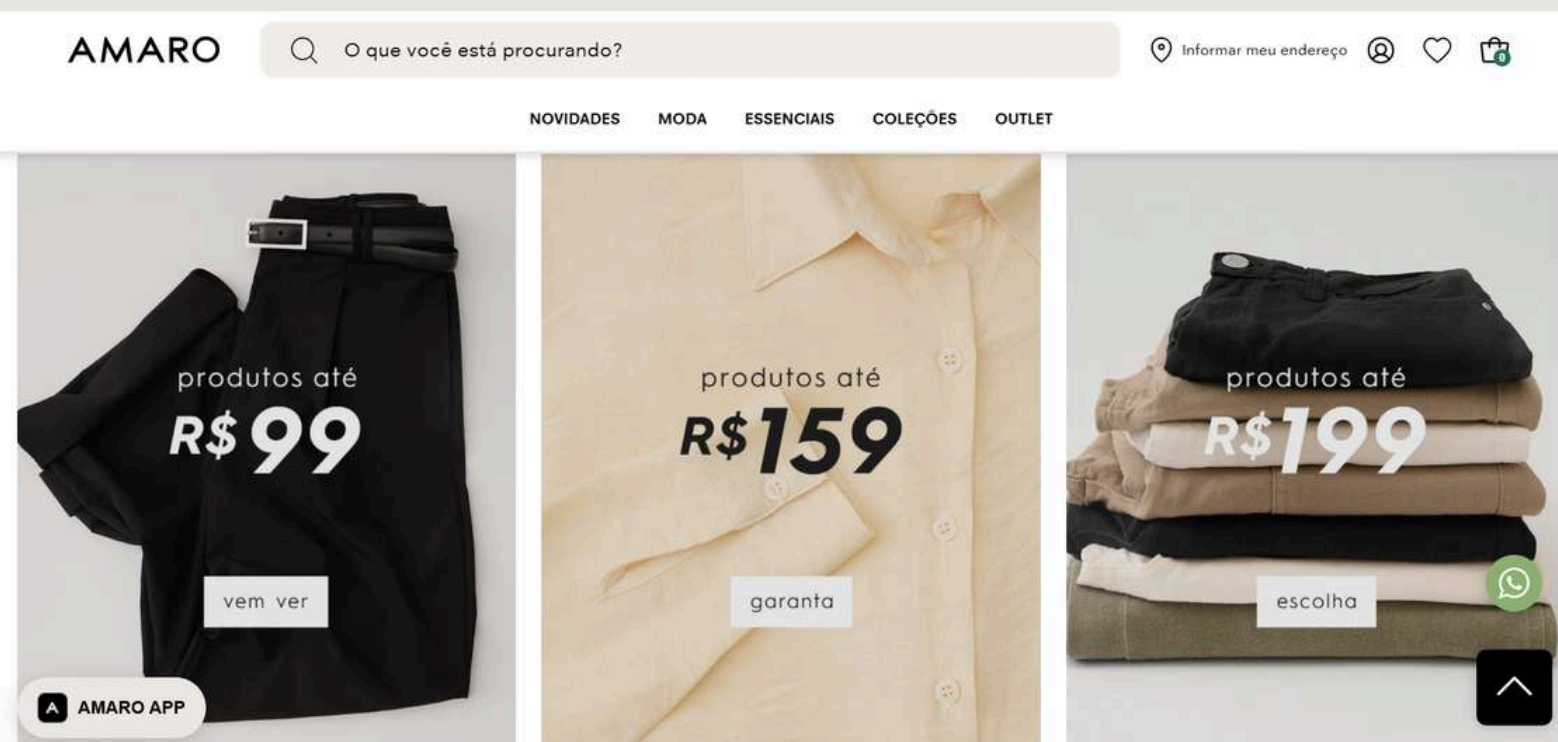 AMARO
O que você está procurando?
Informar meu endereço
0
NOVIDADES MODA ESSENCIAIS COLEÇÕES OUTLET
produtos até
R$99
vem ver
produtos até
R$159
garanta
produtos até
R$199
escolha
A AMARO APP